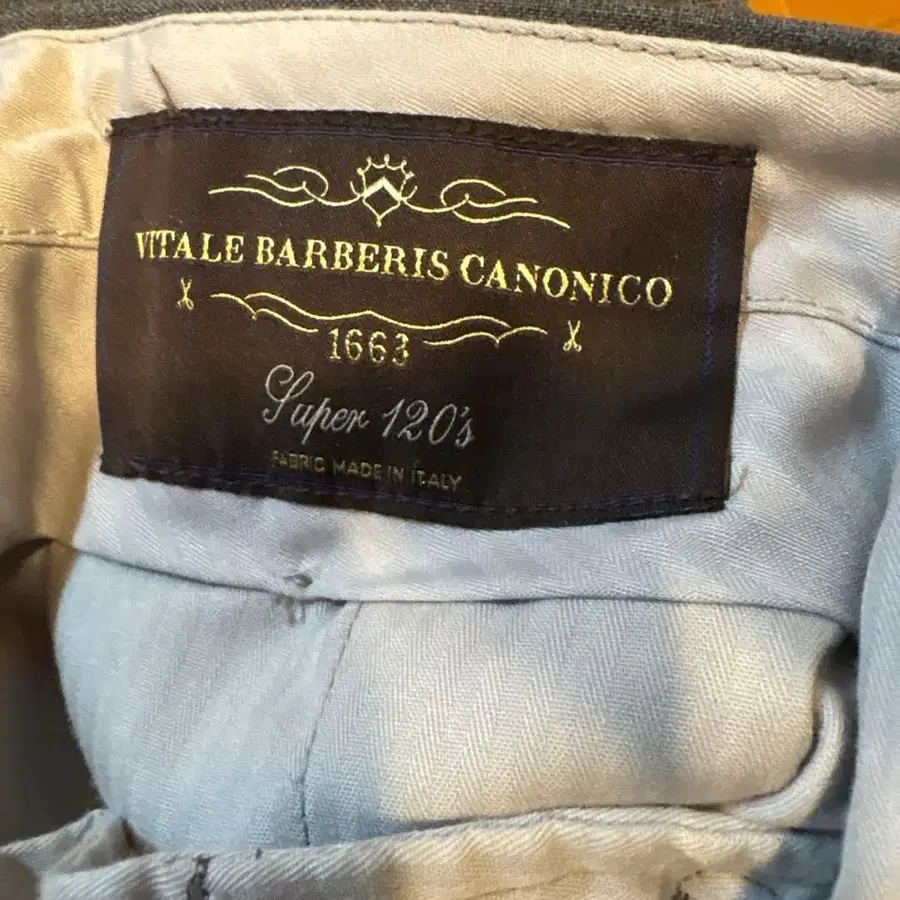 VITALE BARBERIS CANONICO
1663
Super 120's
FABRIC MADE IN ITALY